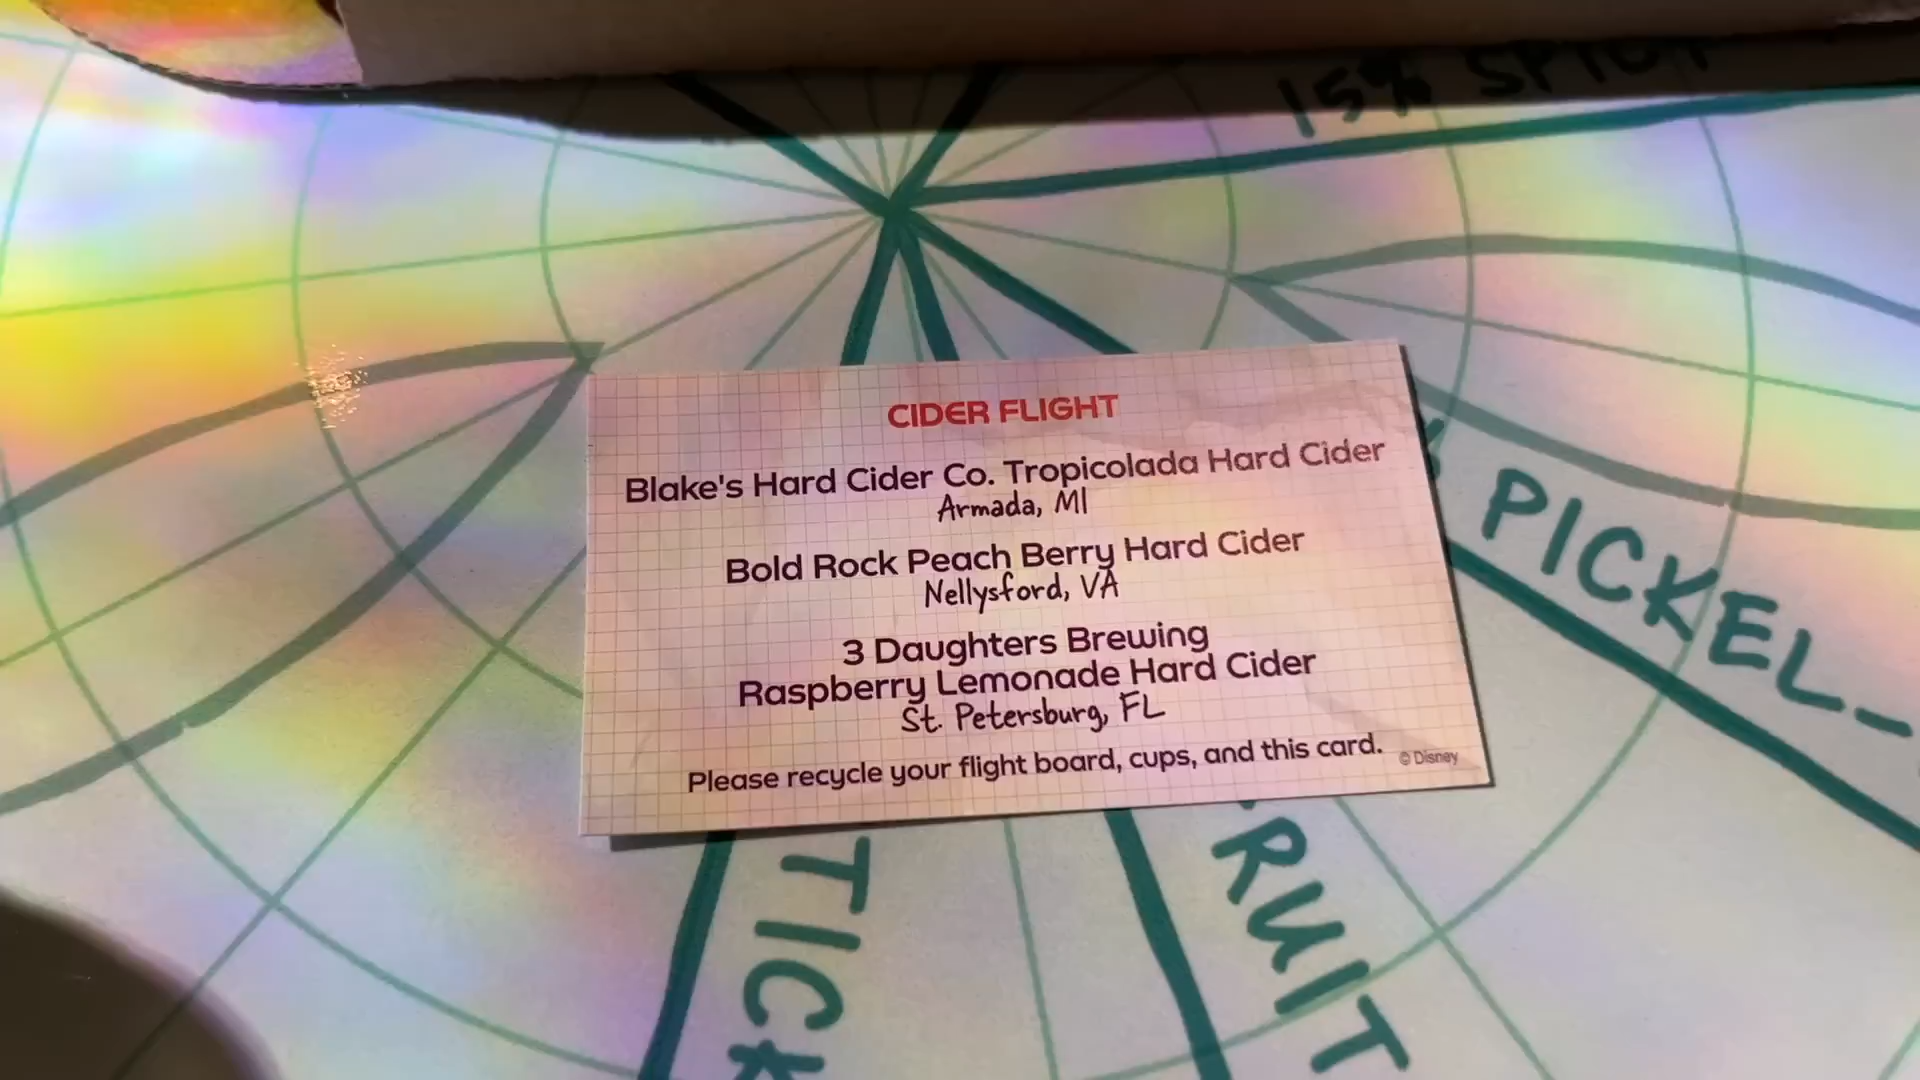 15% SPICY
CIDER FLIGHT
Blake's Hard Cider Co. Tropicolada Hard Cider
Armada, MI
Bold Rock Peach Berry Hard Cider
Nellysford, VA
3 Daughters Brewing
Raspberry Lemonade Hard Cider
St. Petersburg, FL
Please recycle your flight board, cups, and this card.
© Disney
PICKEL-